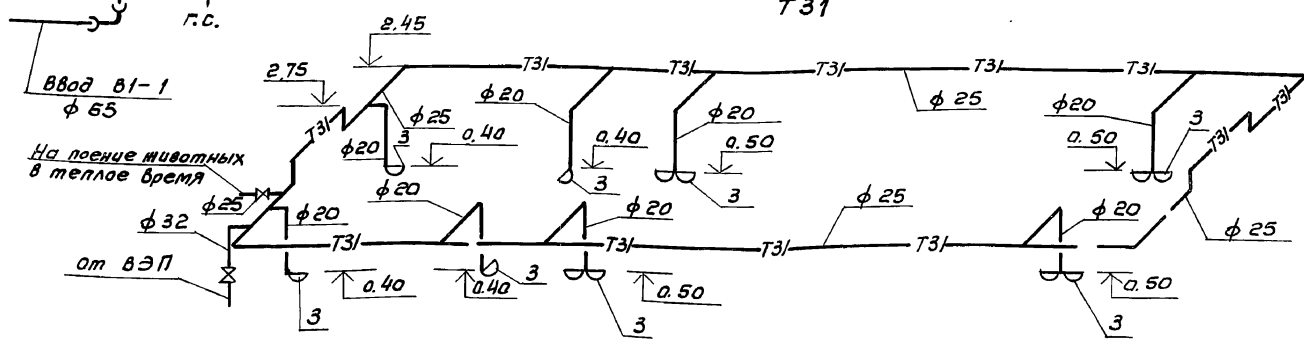 Т31
г.с.
Ввод В1-1
ф 65
2.45
2.75
Т31
Т31
Т31
Т31
Т31
ф 20
ф 25
ф 20
ф 25
ф 20
3
Т31
Т31
ф 20
3
0.40
0.40
0.50
0.50
3
3
На поение животных
в теплое время
ф 25
ф 20
ф 20
ф 20
ф 25
ф 20
ф 25
ф 32
Т31
Т31
Т31
Т31
От ВЭП
0.40
3
0.40
3
0.50
3
0.50
3